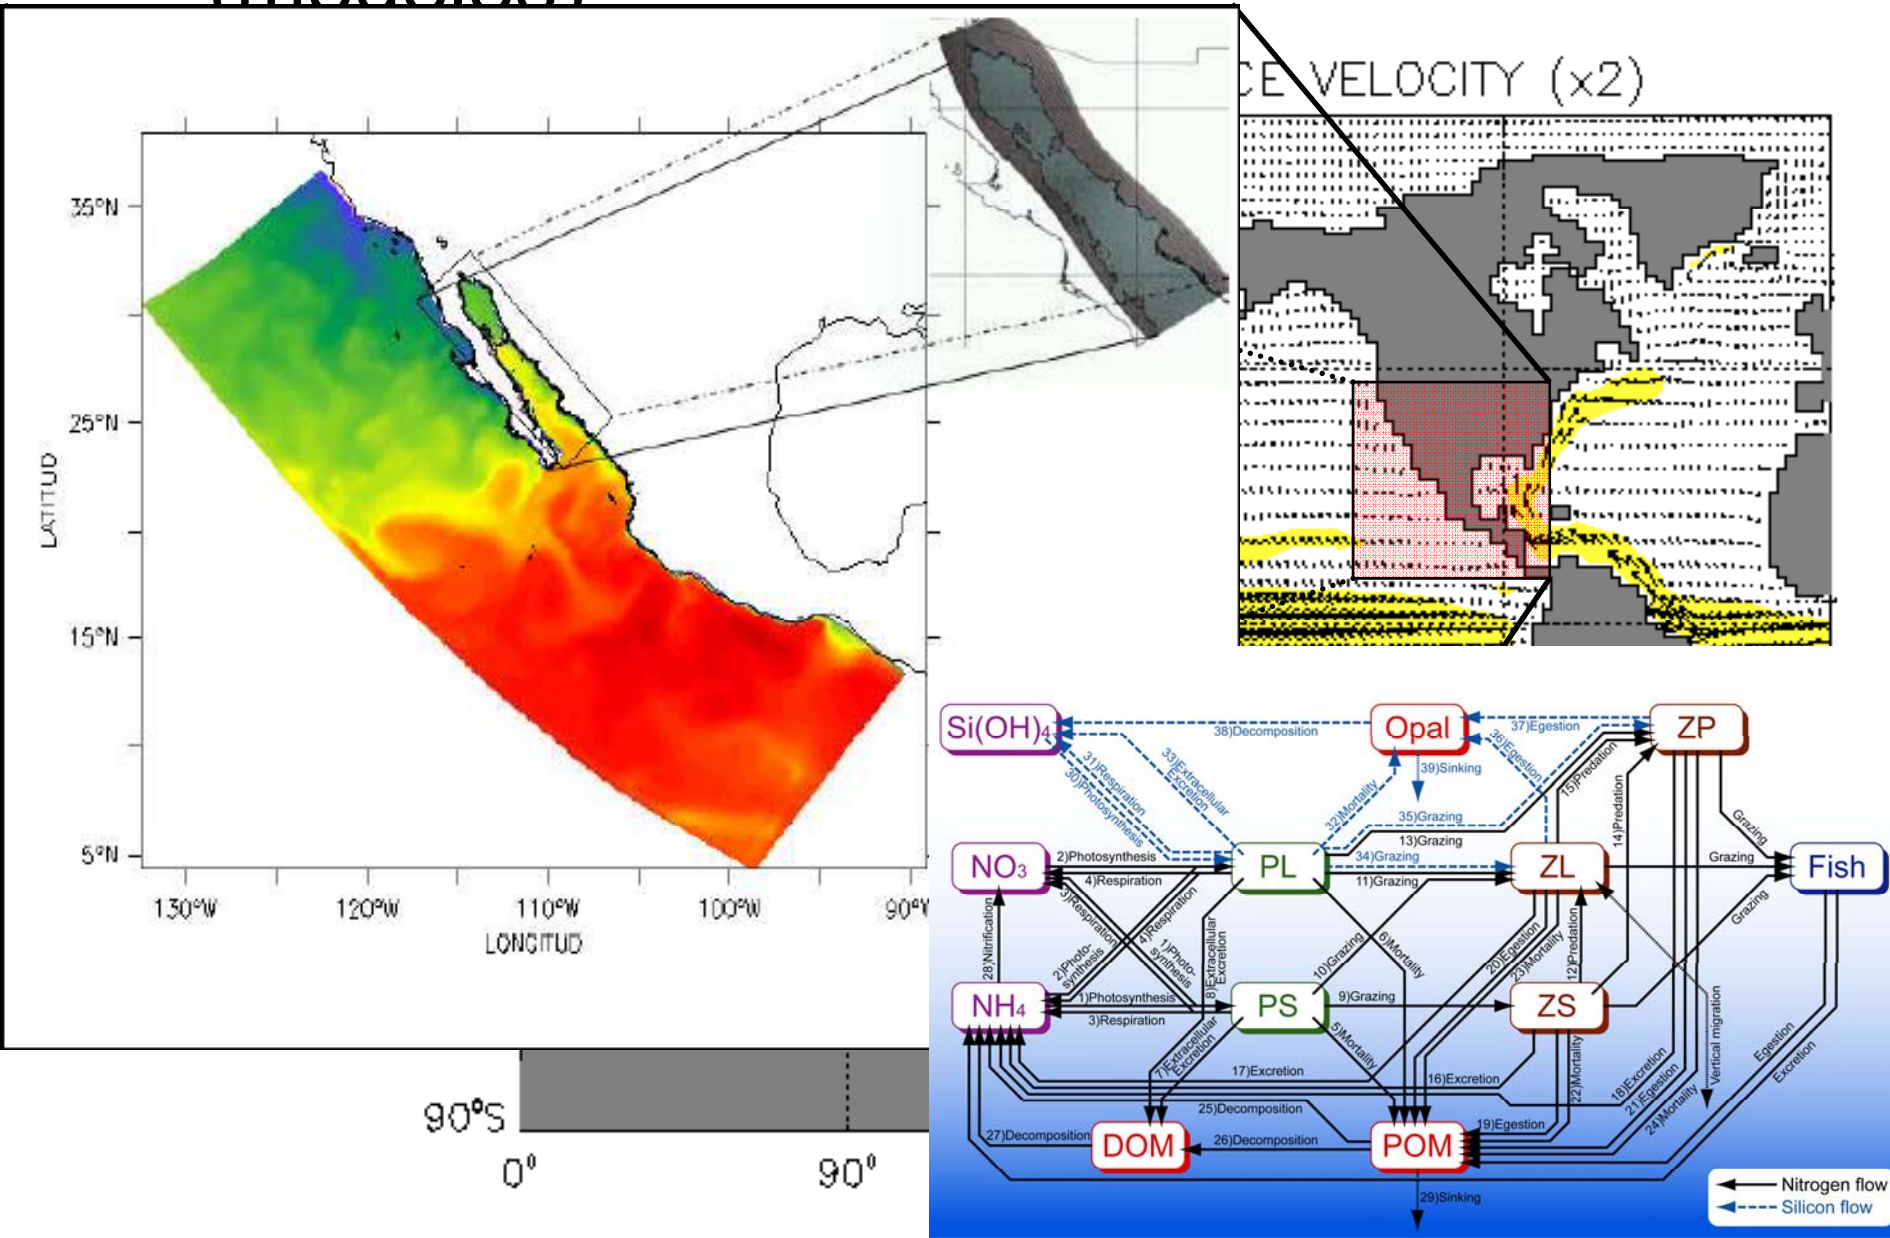 CE VELOCITY (x2)
35°N
25°N
15°N
5°N
LATITUD
130°W
120°W
110°W
100°W
90°W
LONGITUD
90°S
0°
90°
Si(OH)4
Opal
ZP
38)Decomposition
37)Egestion
36)Egestion
33)Extracellular
Excretion
31)Respiration
30)Photosynthesis
32)Mortality
39)Sinking
35)Grazing
13)Grazing
15)Predation
14)Predation
Grazing
NO3
PL
ZL
Fish
2)Photosynthesis
4)Respiration
34)Grazing
11)Grazing
Grazing
Grazing
28)Nitrification
3)Respiration
4)Respiration
2)Photo-
synthesis
1)Photo-
synthesis
8)Extracellular
Excretion
10)Grazing
6)Mortality
20)Egestion
23)Mortality
12)Predation
NH4
PS
ZS
1)Photosynthesis
3)Respiration
9)Grazing
7)Extracellular
Excretion
5)Mortality
22)Mortality
Vertical migration
Egestion
Excretion
17)Excretion
16)Excretion
18)Excretion
21)Egestion
24)Mortality
25)Decomposition
19)Egestion
27)Decomposition
DOM
26)Decomposition
POM
29)Sinking
Nitrogen flow
Silicon flow